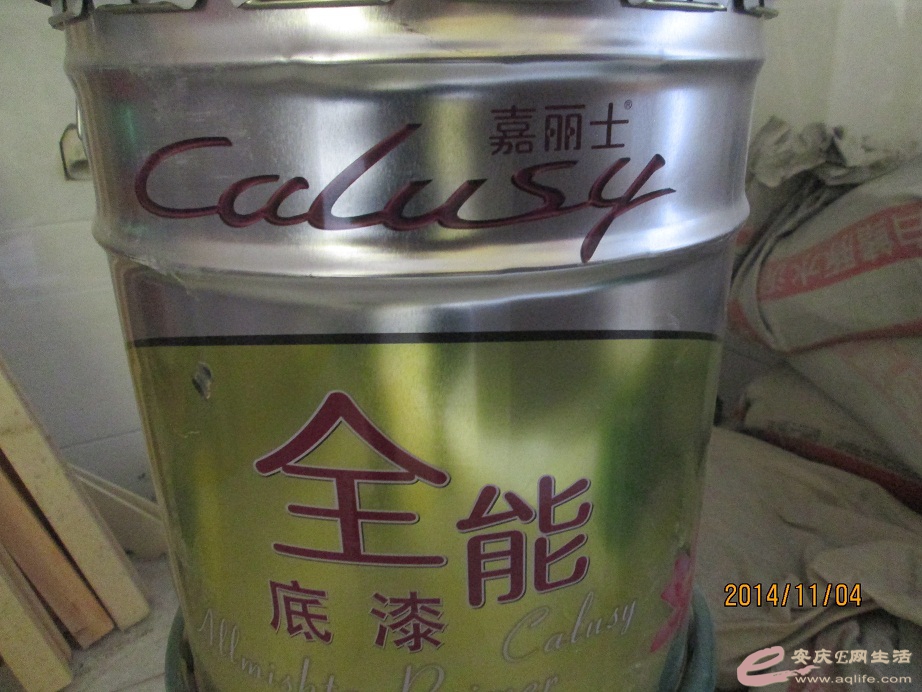 嘉丽士®
Calusy
全能
底漆
Calusy
2014/11/04
安庆E网生活
www.aqlife.com